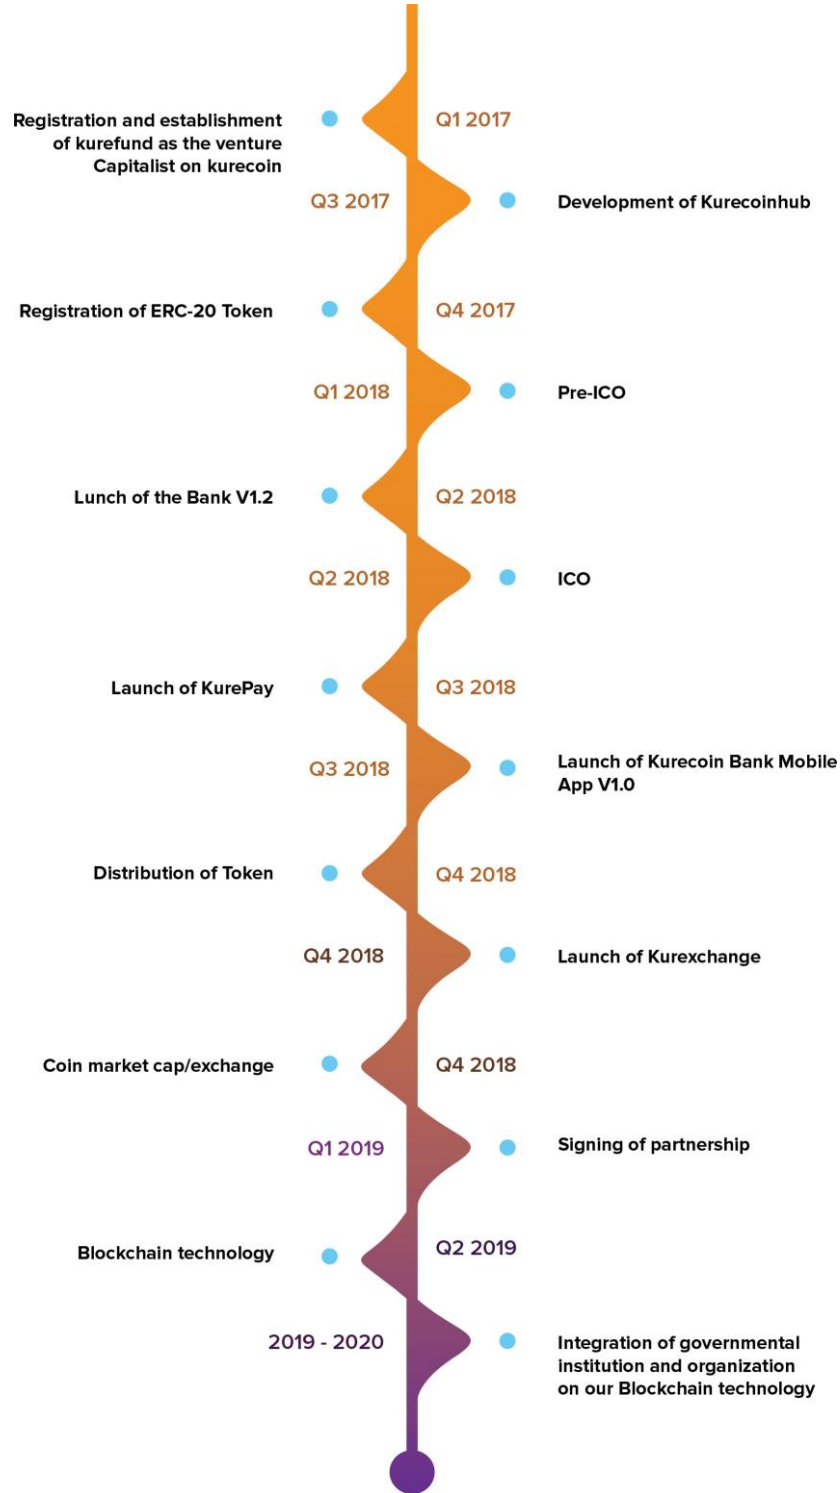 Registration and establishment
of kurefund as the venture
Capitalist on kurecoin
Q1 2017
Q3 2017
Development of Kurecoinhub
Registration of ERC-20 Token
Q4 2017
Q1 2018
Pre-ICO
Lunch of the Bank V1.2
Q2 2018
Q2 2018
ICO
Launch of KurePay
Q3 2018
Q3 2018
Launch of Kurecoin Bank Mobile
App V1.0
Distribution of Token
Q4 2018
Q4 2018
Launch of Kurexchange
Coin market cap/exchange
Q4 2018
Q1 2019
Signing of partnership
Blockchain technology
Q2 2019
2019 - 2020
Integration of governmental
institution and organization
on our Blockchain technology